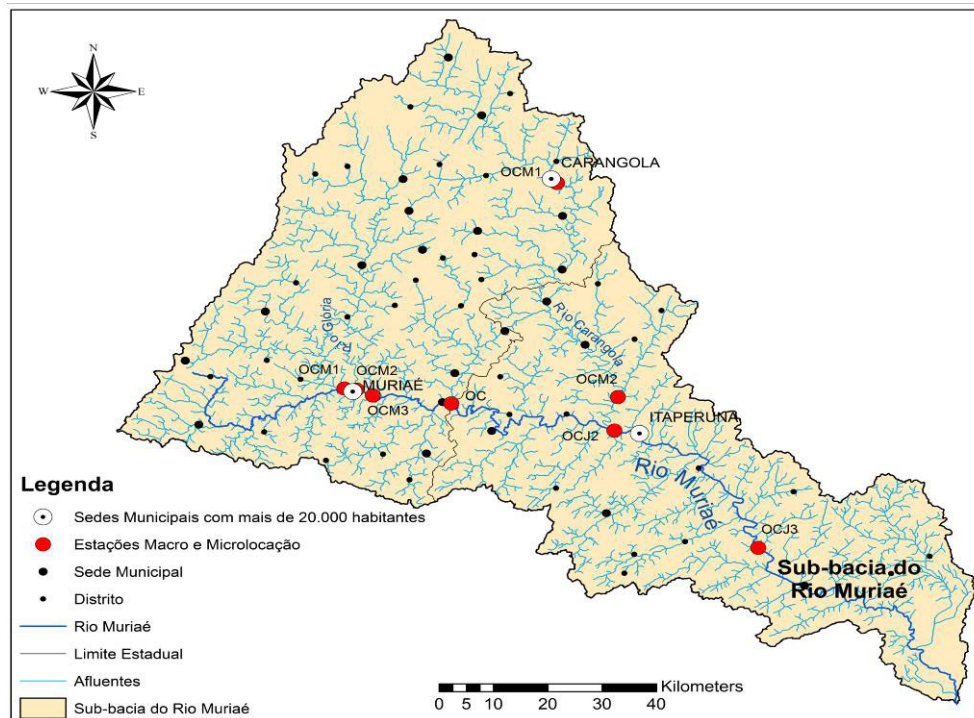 N
W
E
S
OCM1
CARANGOLA
Rio Glória
Rio Carangola
OCM1
OCM2
MURIAÉ
OCM3
OC
OCM2
OCJ2
ITAPERUNA
Rio Muriaé
OCJ3
Sub-bacia do
Rio Muriaé
Legenda
Sedes Municipais com mais de 20.000 habitantes
Estações Macro e Microlocação
Sede Municipal
Distrito
Rio Muriaé
Limite Estadual
Afluentes
Sub-bacia do Rio Muriaé
Kilometers
0 5 10 20 30 40